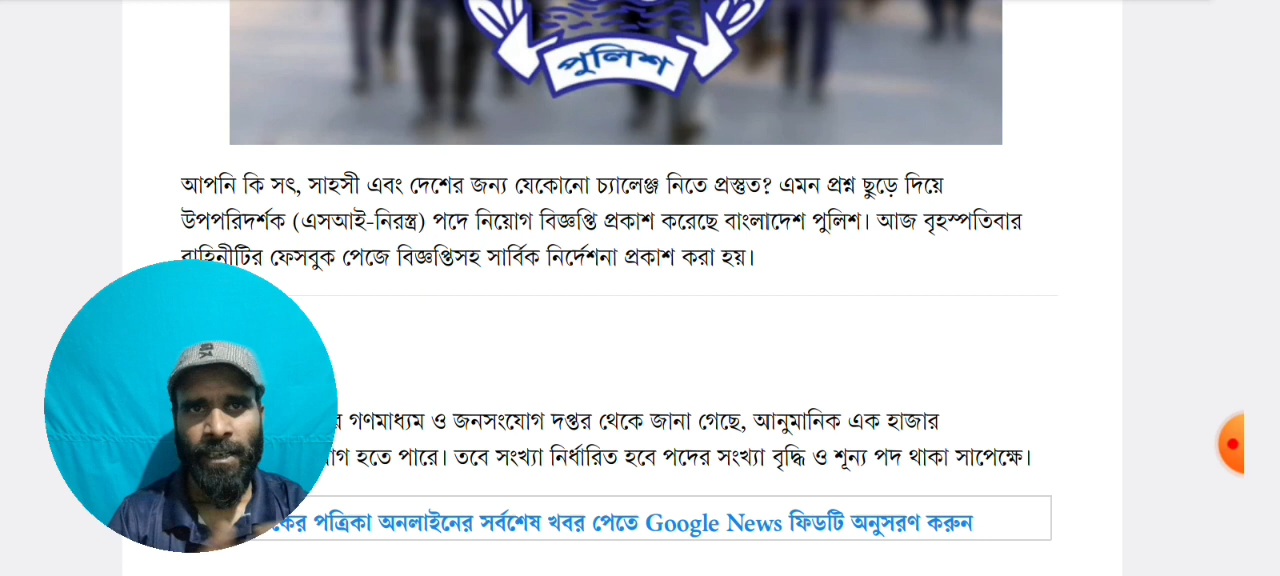 পুলিশ
আপনি কি সৎ, সাহসী এবং দেশের জন্য যেকোনো চ্যালেঞ্জ নিতে প্রস্তুত? এমন প্রশ্ন ছুড়ে দিয়ে
উপপরিদর্শক (এসআই-নিরস্ত্র) পদে নিয়োগ বিজ্ঞপ্তি প্রকাশ করেছে বাংলাদেশ পুলিশ। আজ বৃহস্পতিবার
বাহিনীটির ফেসবুক পেজে বিজ্ঞপ্তিসহ সার্বিক নির্দেশনা প্রকাশ করা হয়।
গণমাধ্যম ও জনসংযোগ দপ্তর থেকে জানা গেছে, আনুমানিক এক হাজার
হতে পারে। তবে সংখ্যা নির্ধারিত হবে পদের সংখ্যা বৃদ্ধি ও শূন্য পদ থাকা সাপেক্ষে।
পত্রিকা অনলাইনের সর্বশেষ খবর পেতে Google News ফিডটি অনুসরণ করুন